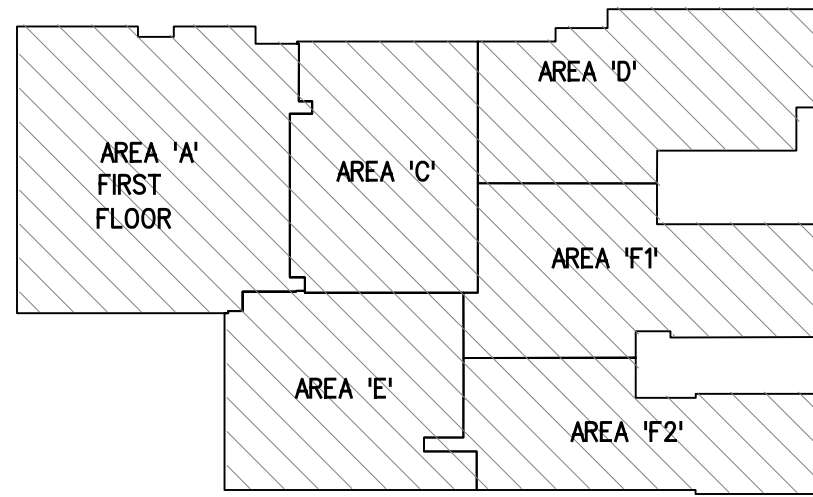 AREA 'A'
FIRST
FLOOR
AREA 'C'
AREA 'D'
AREA 'F1'
AREA 'E'
AREA 'F2'